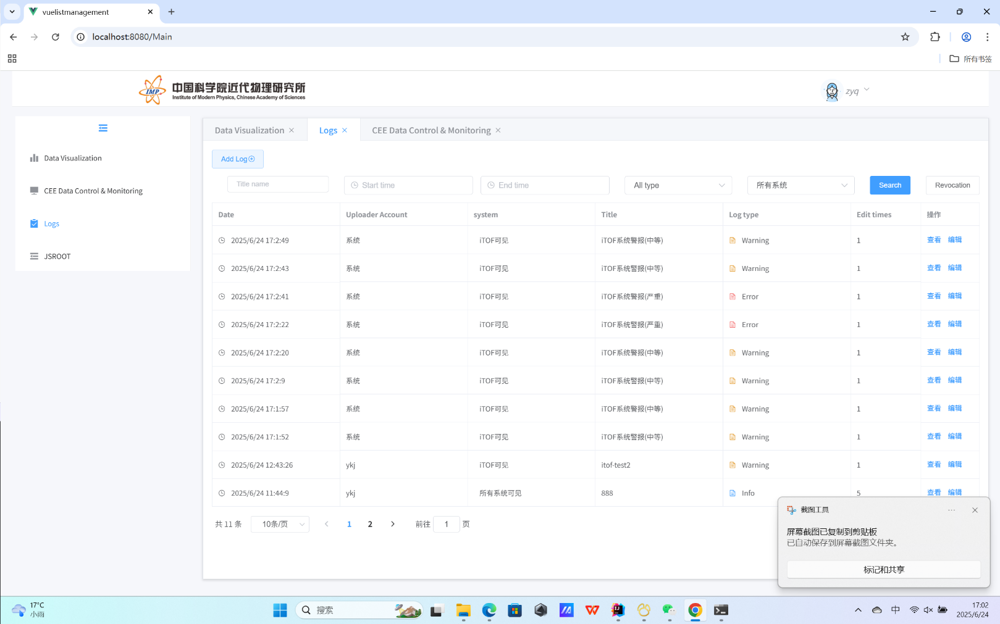 vuelistmanagement
localhost:8080/Main
所有书签
IMP 中国科学院近代物理研究所
Institute of Modern Physics, Chinese Academy of Sciences
zyq
Data Visualization
CEE Data Control & Monitoring
Logs
JSROOT
Data Visualization Logs CEE Data Control & Monitoring
Add Log
Title name Start time End time All type 所有系统 Search Revocation
Date Uploader Account system Title Log type Edit times 操作
2025/6/24 17:2:49 系统 iTOF可见 iTOF系统警报(中等) Warning 1 查看 编辑
2025/6/24 17:2:43 系统 iTOF可见 iTOF系统警报(中等) Warning 1 查看 编辑
2025/6/24 17:2:41 系统 iTOF可见 iTOF系统警报(严重) Error 1 查看 编辑
2025/6/24 17:2:22 系统 iTOF可见 iTOF系统警报(严重) Error 1 查看 编辑
2025/6/24 17:2:20 系统 iTOF可见 iTOF系统警报(中等) Warning 1 查看 编辑
2025/6/24 17:2:9 系统 iTOF可见 iTOF系统警报(中等) Warning 1 查看 编辑
2025/6/24 17:1:57 系统 iTOF可见 iTOF系统警报(中等) Warning 1 查看 编辑
2025/6/24 17:1:52 系统 iTOF可见 iTOF系统警报(中等) Warning 1 查看 编辑
2025/6/24 12:43:26 ykj iTOF可见 itof-test2 Warning 1 查看 编辑
2025/6/24 11:44:9 ykj 所有系统可见 888 Info 5 查看 编辑
共 11 条 10条/页 1 2 前往 1 页
截图工具
屏幕截图已复制到剪贴板
已自动保存到屏幕截图文件夹。
标记和共享
17°C
小雨
搜索
中
17:02
2025/6/24